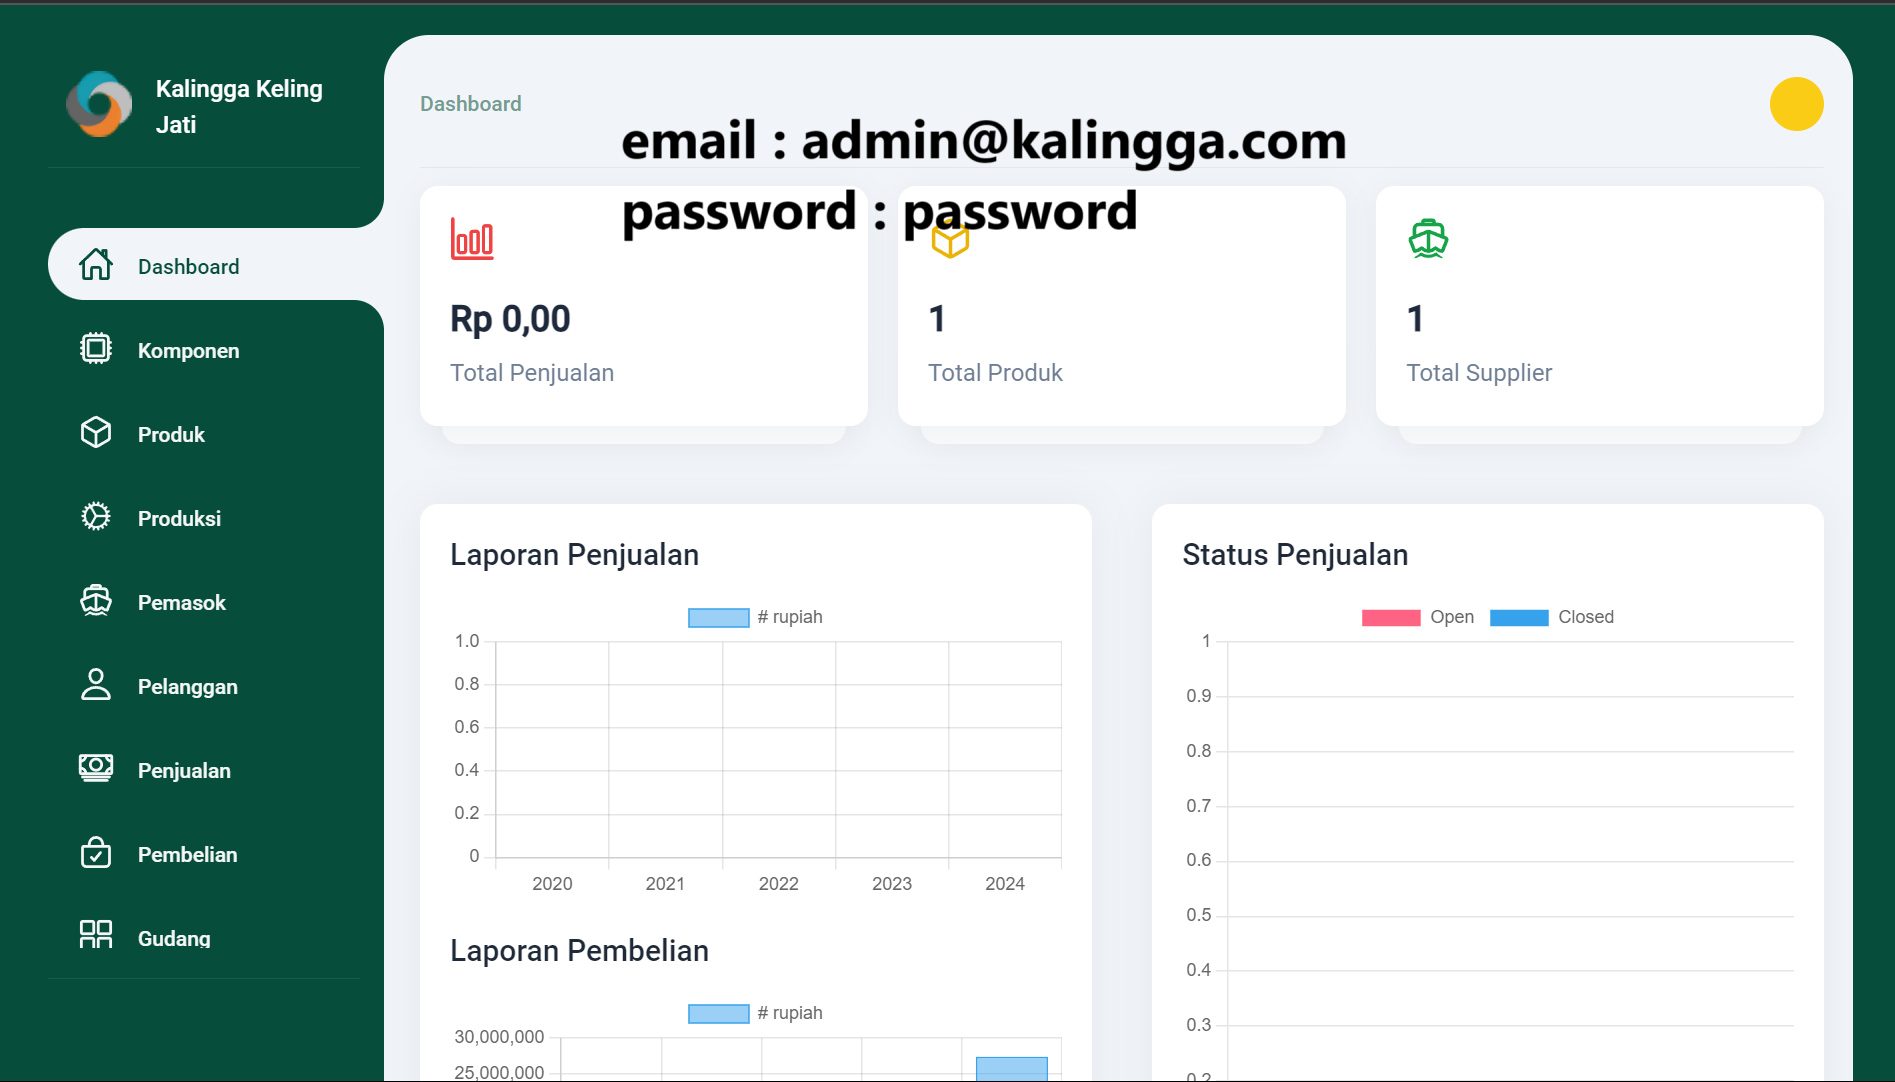 Kalingga Keling
Jati
Dashboard
Komponen
Produk
Produksi
Pemasok
Pelanggan
Penjualan
Pembelian
Gudang
Dashboard
email : admin@kalingga.com
password : password
Rp 0,00
Total Penjualan
1
Total Produk
1
Total Supplier
Laporan Penjualan
# rupiah
1.0
0.8
0.6
0.4
0.2
0
2020 2021 2022 2023 2024
Laporan Pembelian
# rupiah
30,000,000
25,000,000
Status Penjualan
Open Closed
1
0.9
0.8
0.7
0.6
0.5
0.4
0.3
0.2